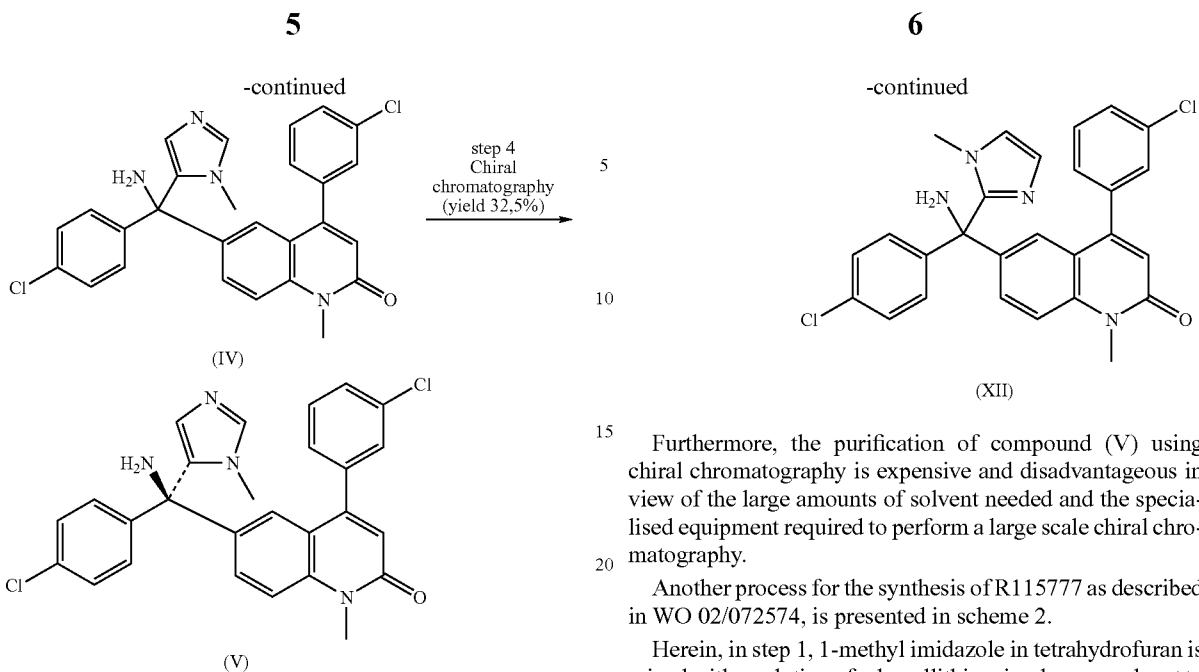 5
-continued
N
Cl
H₂N
N
Cl
N
O
(IV)
step 4
Chiral
chromatography
(yield 32,5%)
N
Cl
H₂N
N
Cl
N
O
(V)
5
10
15
20
6
-continued
Cl
N
H₂N
N
Cl
N
O
(XII)
Furthermore, the purification of compound (V) using
chiral chromatography is expensive and disadvantageous in
view of the large amounts of solvent needed and the specia-
lised equipment required to perform a large scale chiral chro-
matography.
Another process for the synthesis of R115777 as described
in WO 02/072574, is presented in scheme 2.
Herein, in step 1, 1-methyl imidazole in tetrahydrofuran is